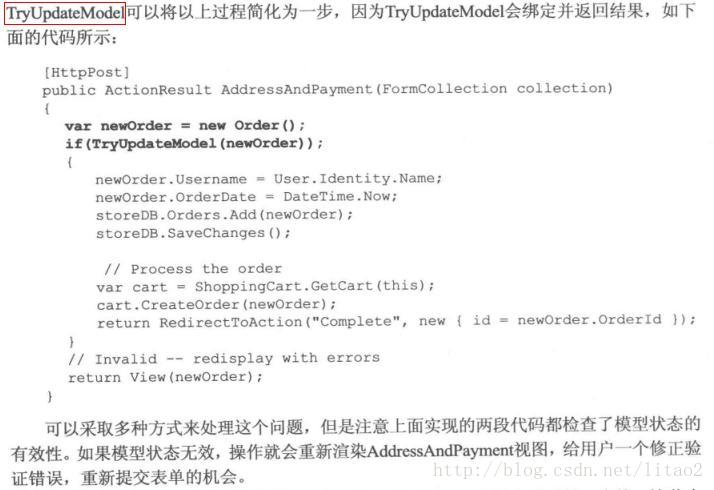 TryUpdateModel可以将以上过程简化为一步，因为TryUpdateModel会绑定并返回结果，如下
面的代码所示：
[HttpPost]
public ActionResult AddressAndPayment(FormCollection collection)
{
var newOrder = new Order();
if(TryUpdateModel(newOrder));
{
newOrder.Username = User.Identity.Name;
newOrder.OrderDate = DateTime.Now;
storeDB.Orders.Add(newOrder);
storeDB.SaveChanges();
// Process the order
var cart = ShoppingCart.GetCart(this);
cart.CreateOrder(newOrder);
return RedirectToAction("Complete", new { id = newOrder.OrderId });
}
// Invalid -- redisplay with errors
return View(newOrder);
}
可以采取多种方式来处理这个问题，但是注意上面实现的两段代码都检查了模型状态的
有效性。如果模型状态无效，操作就会重新渲染AddressAndPayment视图，给用户一个修正验
证错误，重新提交表单的机会。
http://blog.csdn.net/litao2